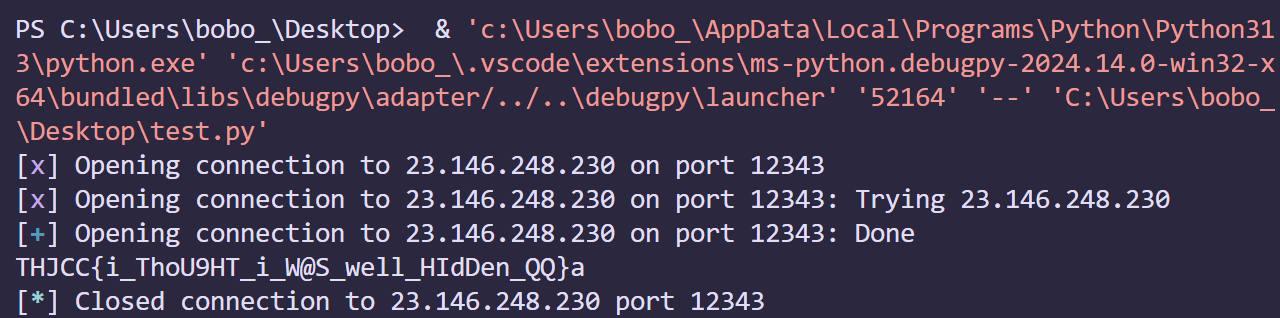 PS C:\Users\bobo_\Desktop>  & 'c:\Users\bobo_\AppData\Local\Programs\Python\Python31
3\python.exe' 'c:\Users\bobo_\.vscode\extensions\ms-python.debugpy-2024.14.0-win32-x
64\bundled\libs\debugpy\adapter/../..\debugpy\launcher' '52164' '--' 'C:\Users\bobo_
\Desktop\test.py'
[x] Opening connection to 23.146.248.230 on port 12343
[x] Opening connection to 23.146.248.230 on port 12343: Trying 23.146.248.230
[+] Opening connection to 23.146.248.230 on port 12343: Done
THJCC{i_ThoU9HT_i_W@S_well_HIdDen_QQ}a
[*] Closed connection to 23.146.248.230 port 12343